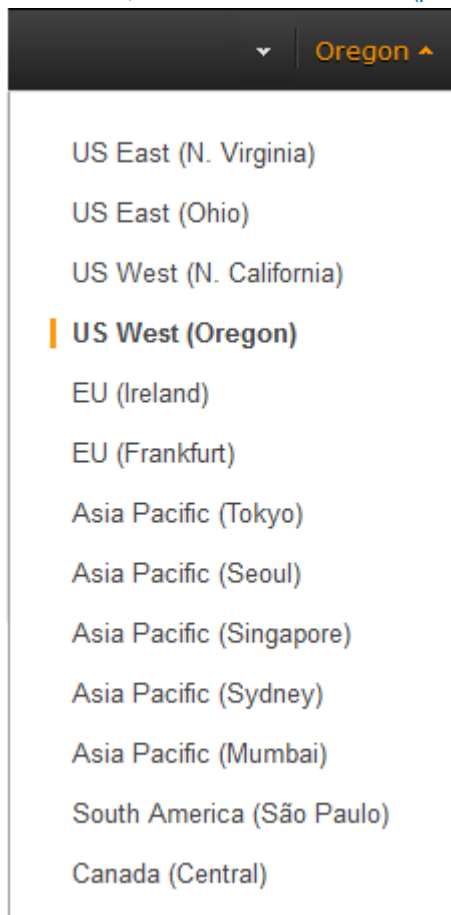 Oregon
US East (N. Virginia)
US East (Ohio)
US West (N. California)
US West (Oregon)
EU (Ireland)
EU (Frankfurt)
Asia Pacific (Tokyo)
Asia Pacific (Seoul)
Asia Pacific (Singapore)
Asia Pacific (Sydney)
Asia Pacific (Mumbai)
South America (São Paulo)
Canada (Central)